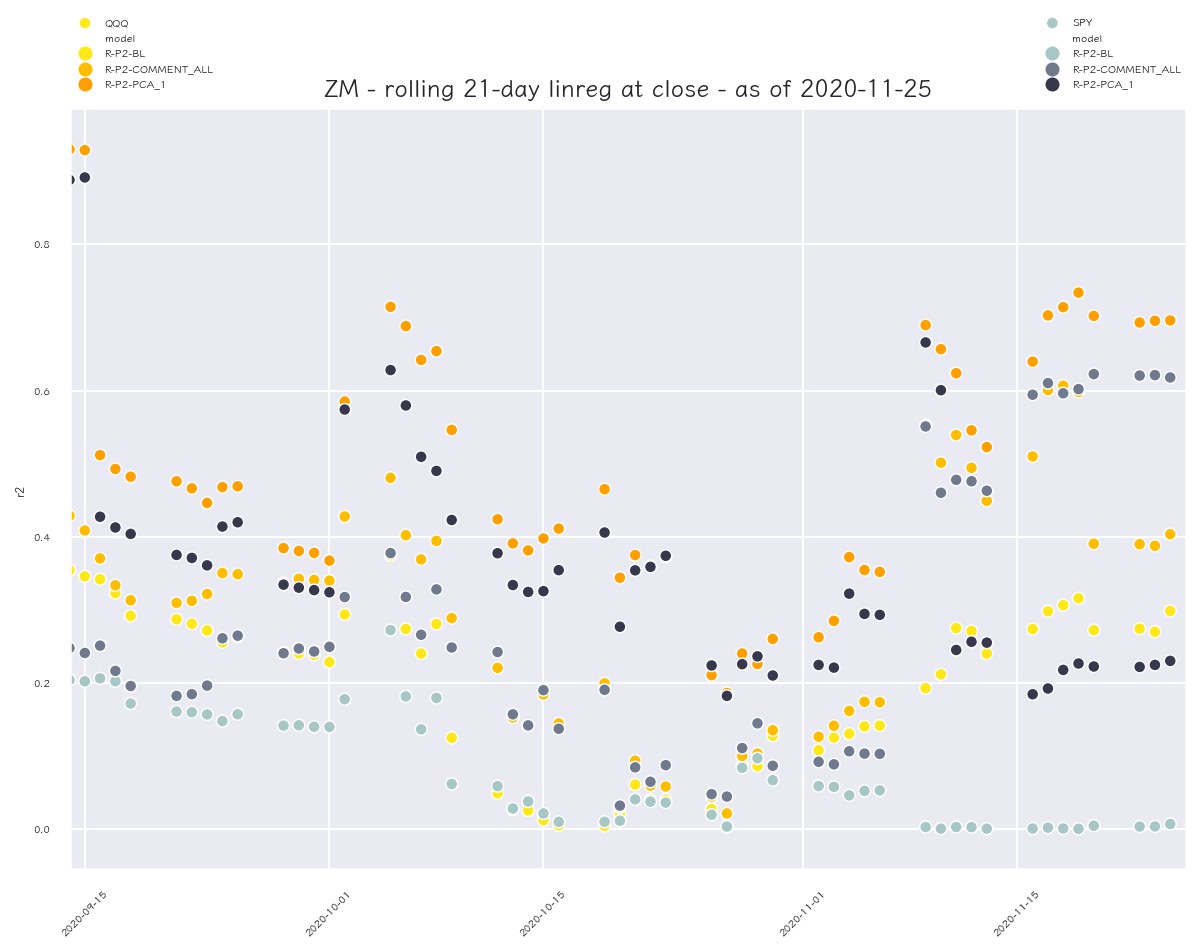 QQQ
model
R-P2-BL
R-P2-COMMENT_ALL
R-P2-PCA_1
SPY
model
R-P2-BL
R-P2-COMMENT_ALL
R-P2-PCA_1
ZM - rolling 21-day linreg at close - as of 2020-11-25
r2
0.8
0.6
0.4
0.2
0.0
2020-09-15
2020-10-01
2020-10-15
2020-11-01
2020-11-15